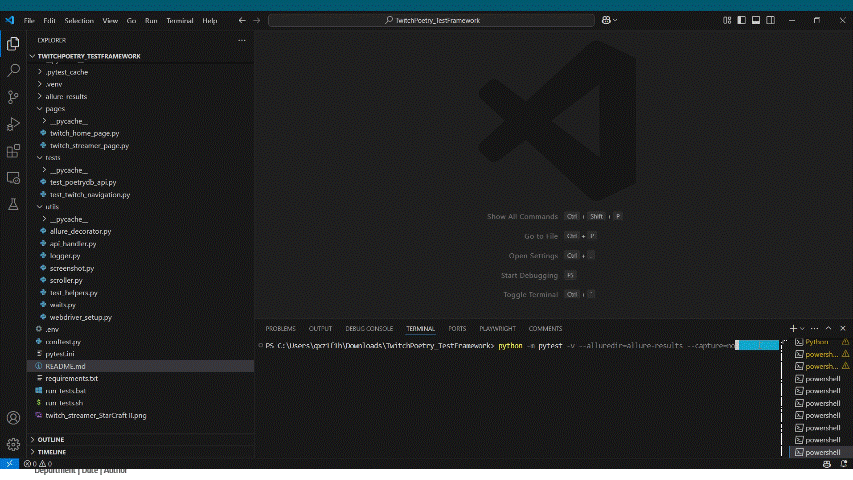 File Edit Selection View Go Run Terminal Help
TwitchPoetry_TestFramework
EXPLORER
TWITCHPOETRY_TESTFRAMEWORK
.pytest_cache
.venv
allure_results
pages
__pycache__
twitch_home_page.py
twitch_streamer_page.py
tests
__pycache__
test_poetrydb_api.py
test_twitch_navigation.py
utils
__pycache__
allure_decorator.py
api_handler.py
logger.py
screenshot.py
scroller.py
test_helpers.py
waits.py
webdriver_setup.py
.env
conftest.py
pytest.ini
README.md
requirements.txt
run_tests.bat
run_tests.sh
twitch_streamer_StarCraft II.png
OUTLINE
TIMELINE
Show All Commands Ctrl + Shift + P
Go to File Ctrl + P
Open Settings Ctrl + ,
Start Debugging F5
Toggle Terminal Ctrl + `
PROBLEMS OUTPUT DEBUG CONSOLE TERMINAL PORTS PLAYWRIGHT COMMENTS
PS C:\Users\qxzif1h\Downloads\TwitchPoetry_TestFramework> python -m pytest -v --alluredir=allure-results --capture=no
Python
powersh...
powersh...
powershell
powershell
powershell
powershell
powershell
powershell
powershell
0 0
Department | Date | Author